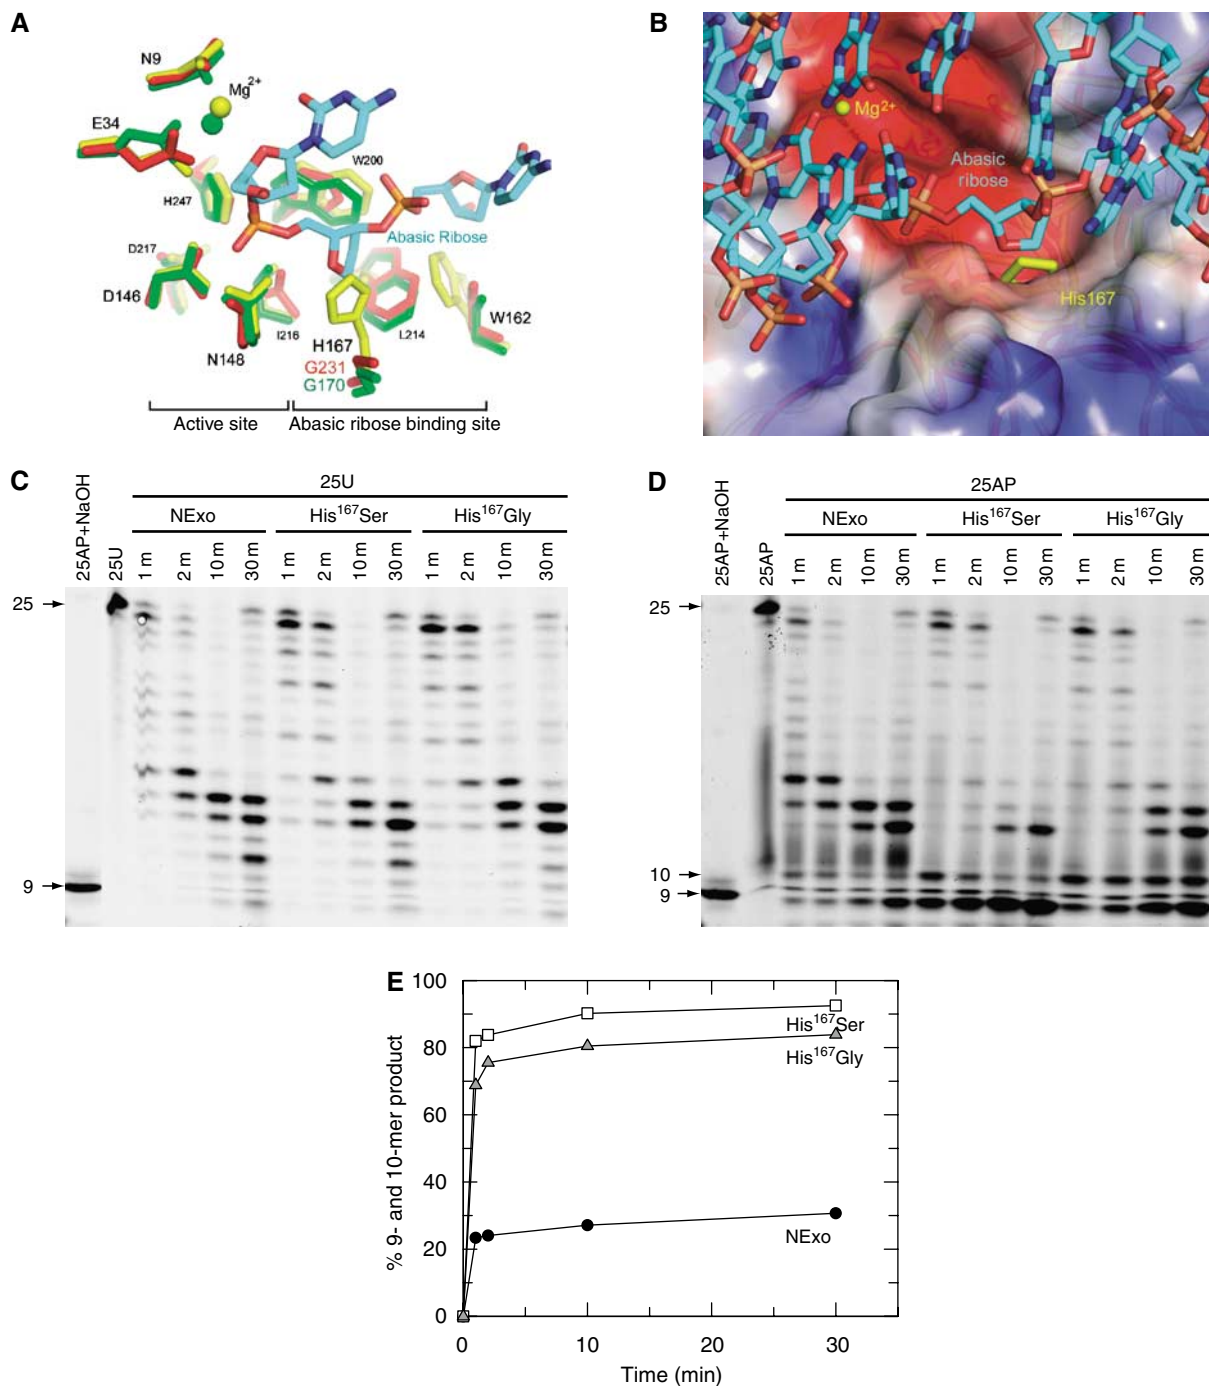 A
N9
Mg2+
E34
W200
H247
Abasic Ribose
D217
D146
W162
I216
L214
N148
H167
G231
G170
Active site
Abasic ribose binding site
B
Mg2+
Abasic
ribose
His167
C
25AP+NaOH
25U
25U
NExo
His167Ser
His167Gly
1 m
2 m
10 m
30 m
1 m
2 m
10 m
30 m
1 m
2 m
10 m
30 m
25
9
D
25AP+NaOH
25AP
25AP
NExo
His167Ser
His167Gly
1 m
2 m
10 m
30 m
1 m
2 m
10 m
30 m
1 m
2 m
10 m
30 m
25
10
9
E
% 9- and 10-mer product
100
80
60
40
20
0
His167Ser
His167Gly
NExo
0
10
20
30
Time (min)